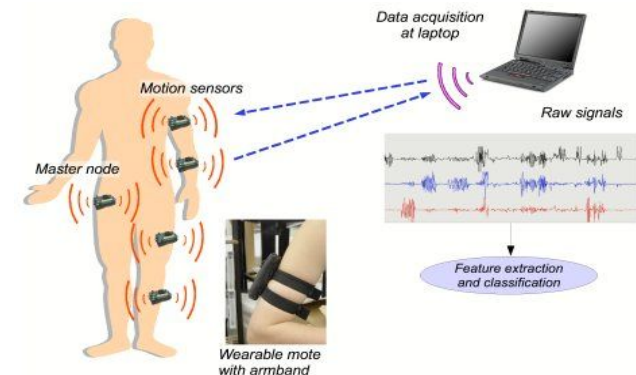 Data acquisition
at laptop
Motion sensors
Raw signals
Master node
Feature extraction
and classification
Wearable mote
with armband